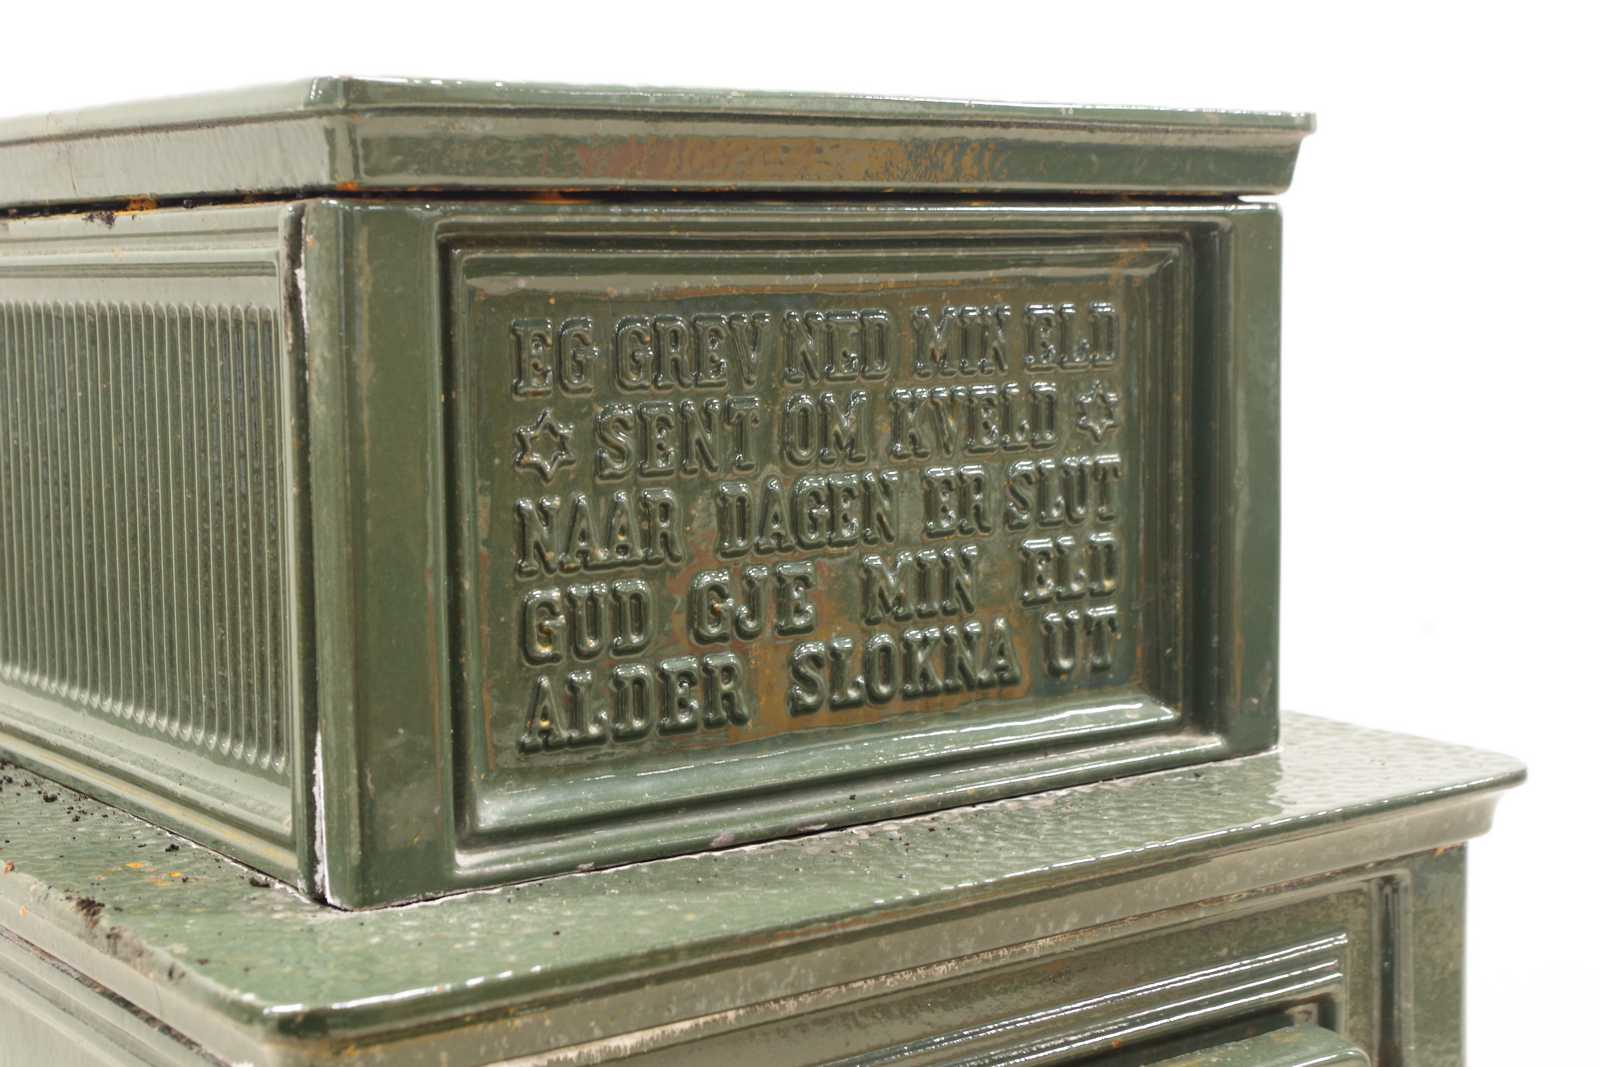 EG GREV NED MIN ELD
✡ SENT OM KVELD ✡
NAAR DAGEN ER SLUT
GUD GJE MIN ELD
ALDER SLOKNA UT